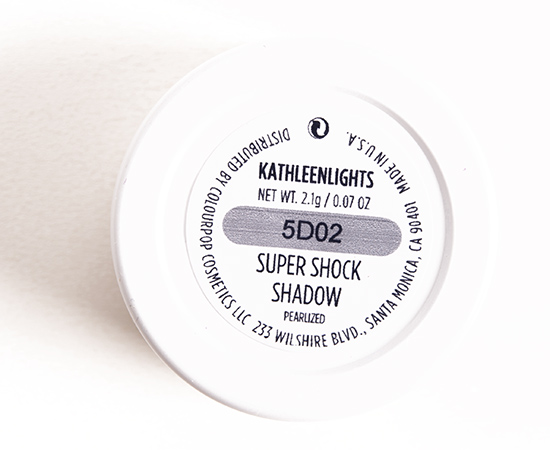 KATHLEENLIGHTS
NET WT. 2.1g / 0.07 OZ
5D02
SUPER SHOCK
SHADOW
PEARLIZED
DISTRIBUTED BY COLOURPOP COSMETICS LLC 233 WILSHIRE BLVD., SANTA MONICA, CA 90401 MADE IN U.S.A.